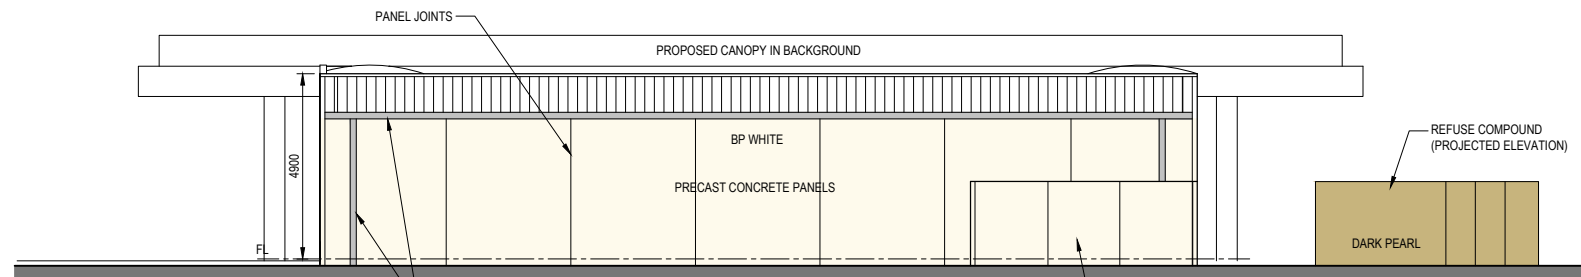 PANEL JOINTS
PROPOSED CANOPY IN BACKGROUND
BP WHITE
REFUSE COMPOUND
(PROJECTED ELEVATION)
4900
PRECAST CONCRETE PANELS
FL
DARK PEARL